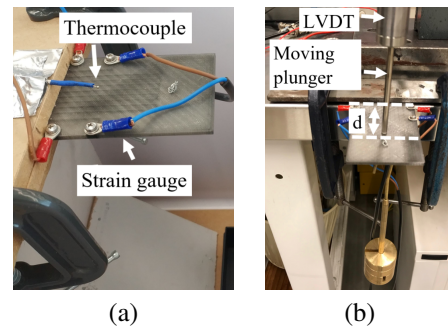 Thermocouple
Strain gauge
LVDT
Moving
plunger
d
(a)
(b)